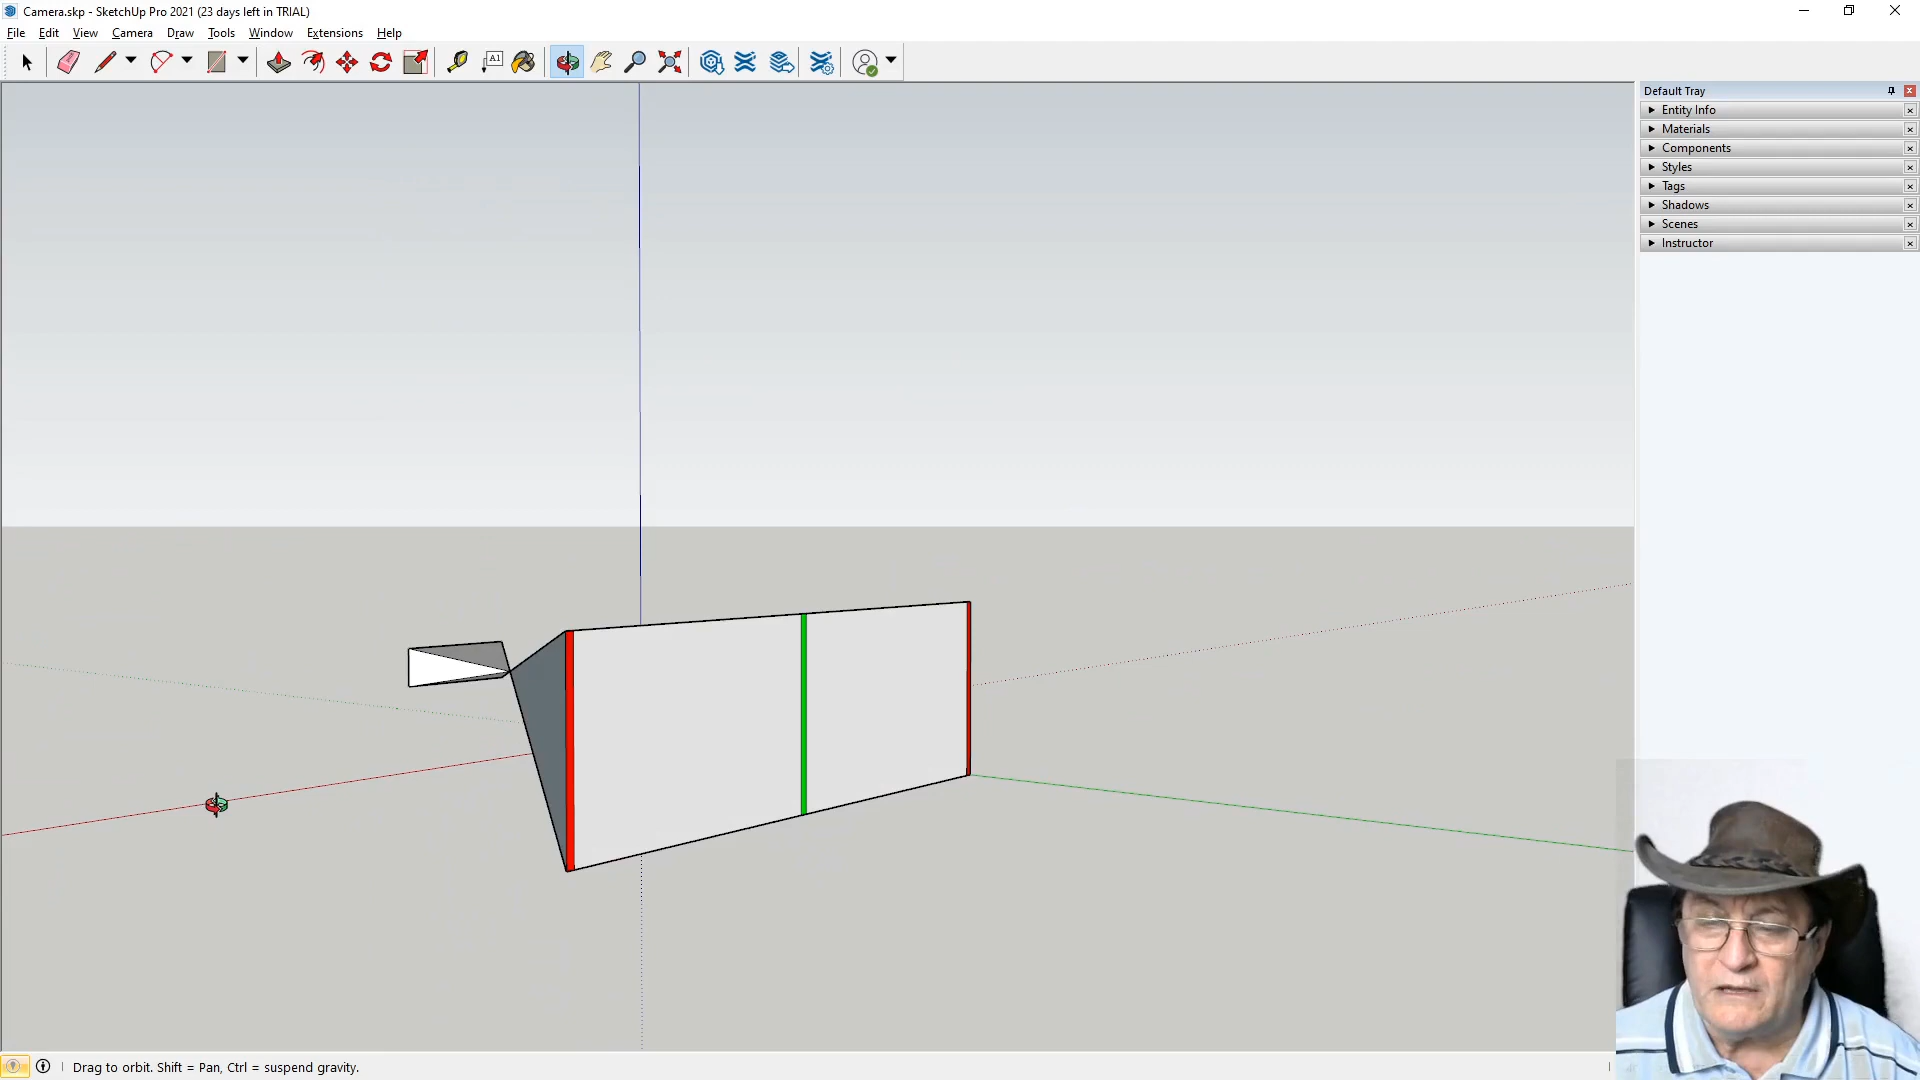 Camera.skp - SketchUp Pro 2021 (23 days left in TRIAL)
File Edit View Camera Draw Tools Window Extensions Help
A1
Default Tray
Entity Info
Materials
Components
Styles
Tags
Shadows
Scenes
Instructor
Drag to orbit. Shift = Pan, Ctrl = suspend gravity.